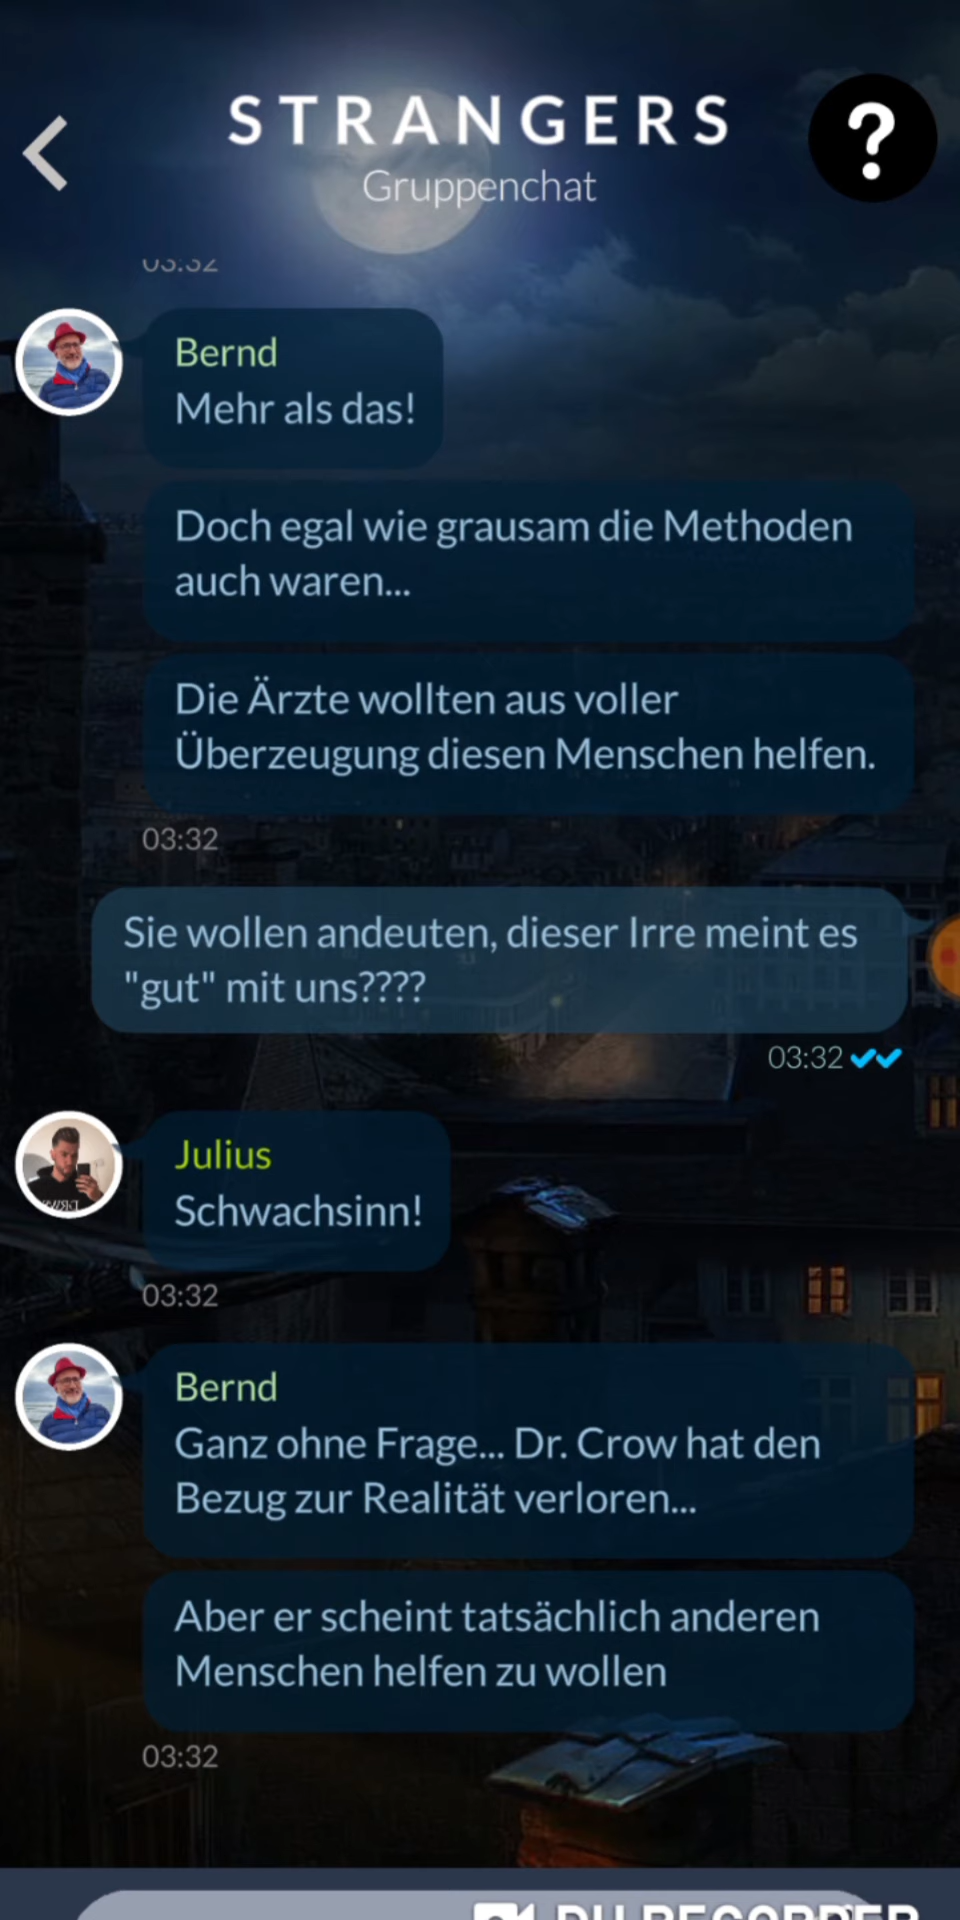 STRANGERS
?
Gruppenchat
03:32
Bernd
Mehr als das!
Doch egal wie grausam die Methoden
auch waren...
Die Ärzte wollten aus voller
Überzeugung diesen Menschen helfen.
03:32
Sie wollen andeuten, dieser Irre meint es
"gut" mit uns????
03:32
Julius
Schwachsinn!
03:32
Bernd
Ganz ohne Frage... Dr. Crow hat den
Bezug zur Realität verloren...
Aber er scheint tatsächlich anderen
Menschen helfen zu wollen
03:32
DU RECORDER